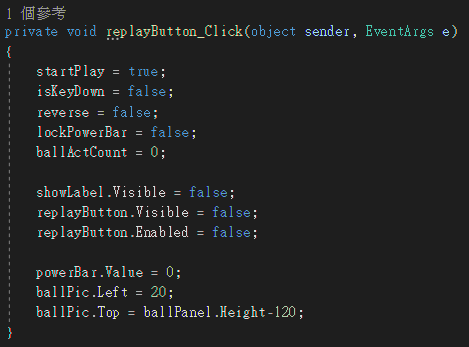 1 個參考
private void replayButton_Click(object sender, EventArgs e)
{
startPlay = true;
isKeyDown = false;
reverse = false;
lockPowerBar = false;
ballActCount = 0;
showLabel.Visible = false;
replayButton.Visible = false;
replayButton.Enabled = false;
powerBar.Value = 0;
ballPic.Left = 20;
ballPic.Top = ballPanel.Height-120;
}